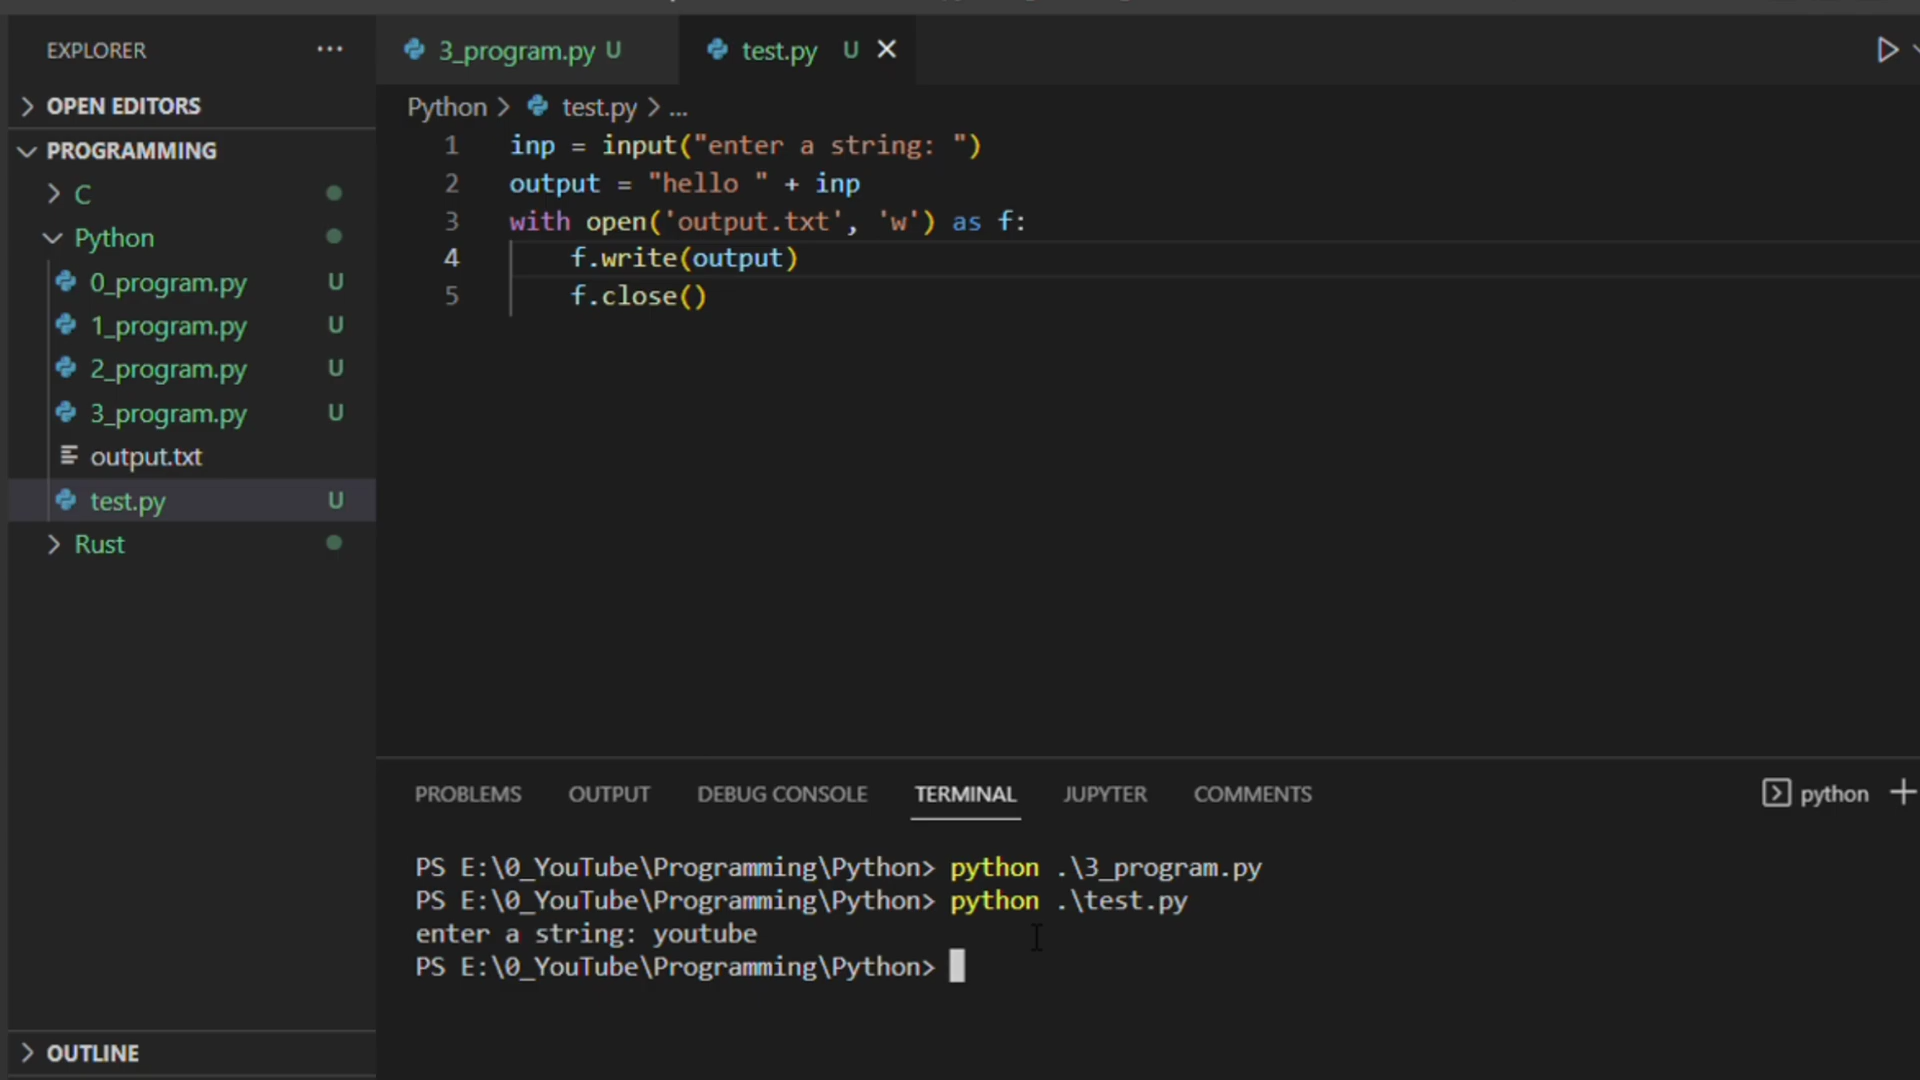 EXPLORER ...
OPEN EDITORS
PROGRAMMING
C
Python
0_program.py U
1_program.py U
2_program.py U
3_program.py U
output.txt
test.py U
Rust
OUTLINE
3_program.py U
test.py U
Python > test.py > ...
1 inp = input("enter a string: ")
2 output = "hello " + inp
3 with open('output.txt', 'w') as f:
4 f.write(output)
5 f.close()
PROBLEMS OUTPUT DEBUG CONSOLE TERMINAL JUPYTER COMMENTS
python
PS E:\0_YouTube\Programming\Python> python .\3_program.py
PS E:\0_YouTube\Programming\Python> python .\test.py
enter a string: youtube
PS E:\0_YouTube\Programming\Python>